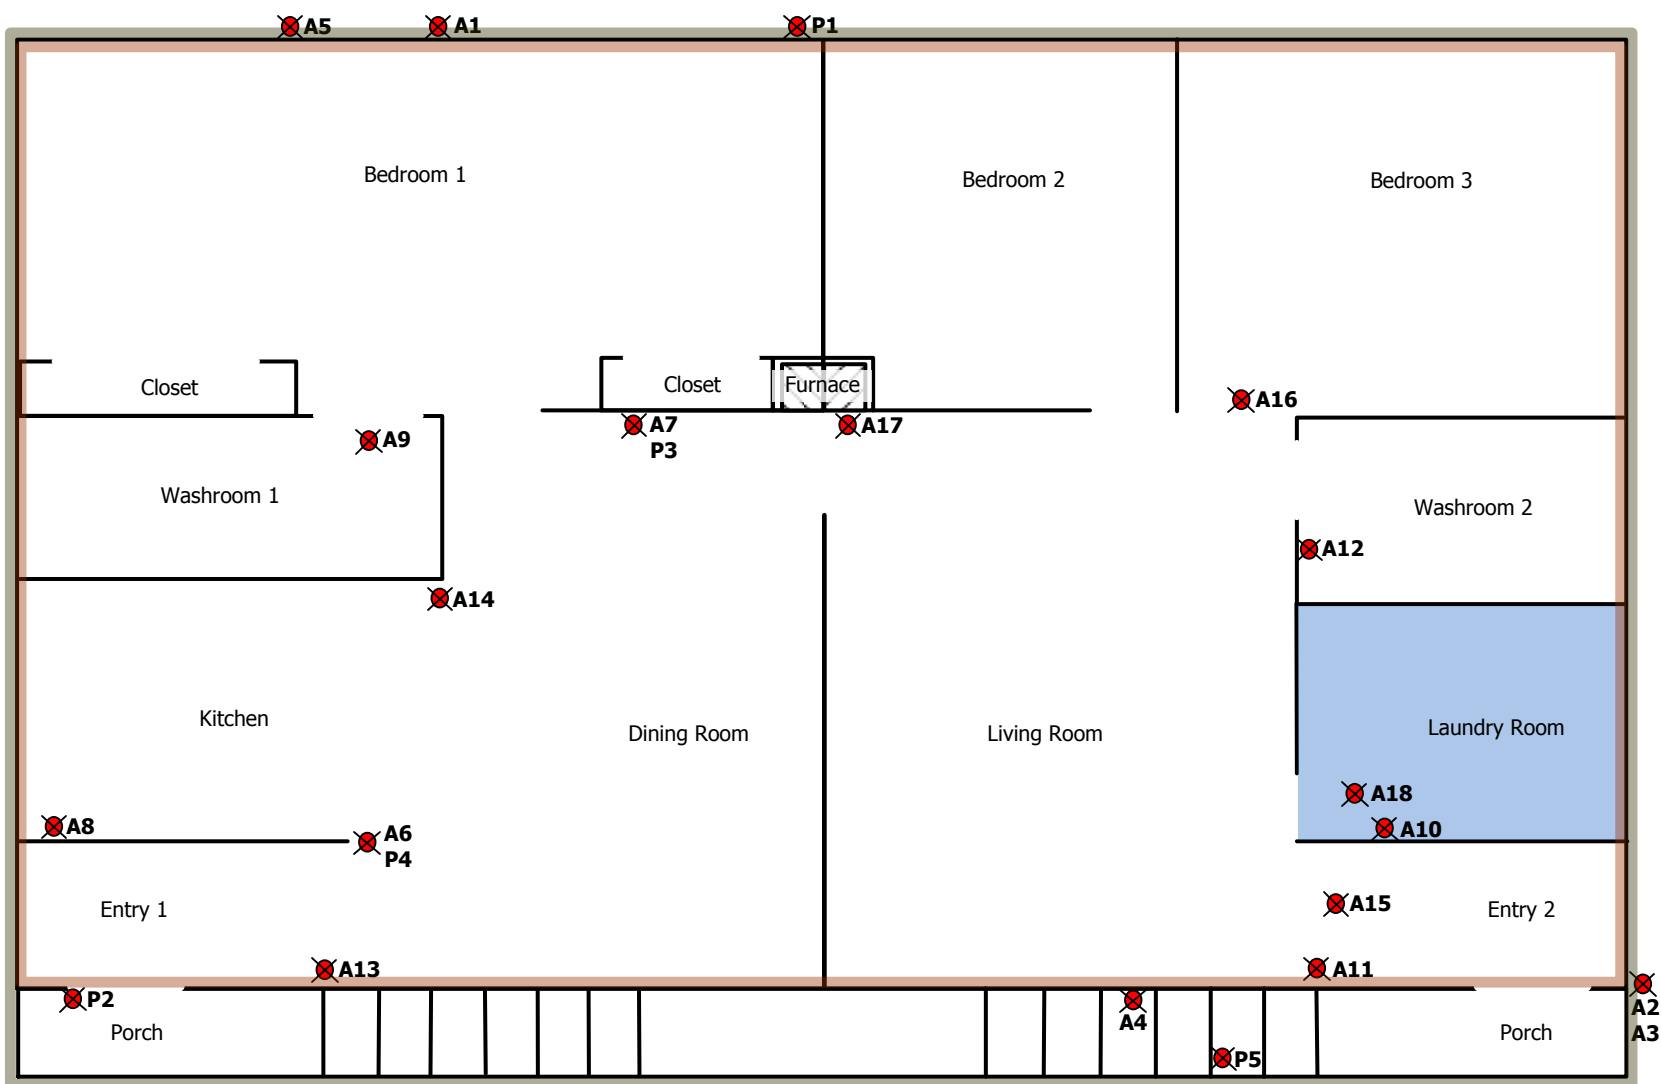 A5
A1
P1
Bedroom 1
Bedroom 2
Bedroom 3
Closet
Closet
Furnace
A16
A7
P3
A17
A9
Washroom 1
Washroom 2
A12
A14
Kitchen
Dining Room
Living Room
Laundry Room
A18
A8
A6
P4
A10
Entry 1
A15
Entry 2
A13
A11
P2
A2
A3
A4
Porch
Porch
P5